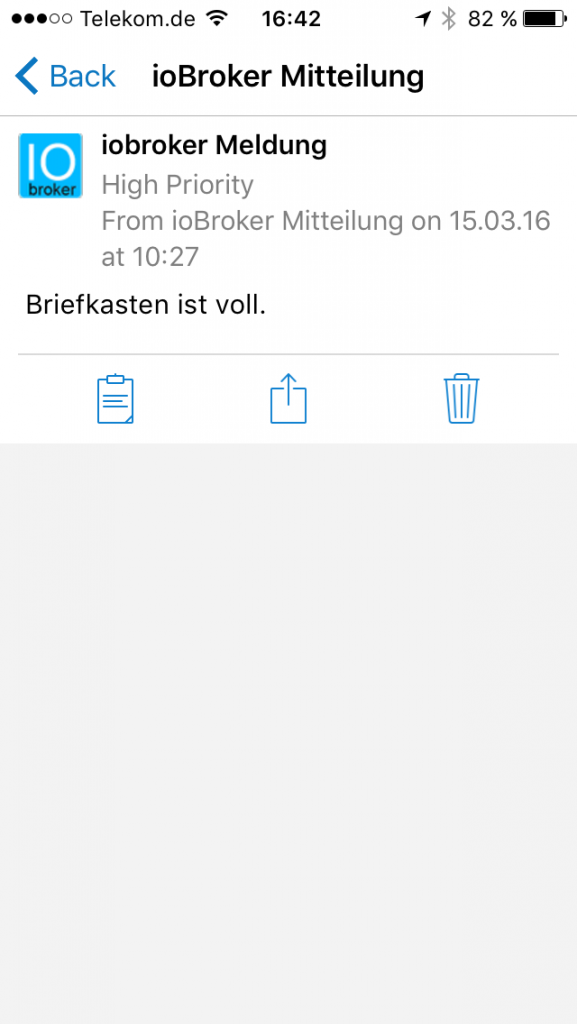 Telekom.de 16:42 82 %
Back ioBroker Mitteilung
IO
broker
iobroker Meldung
High Priority
From ioBroker Mitteilung on 15.03.16
at 10:27
Briefkasten ist voll.